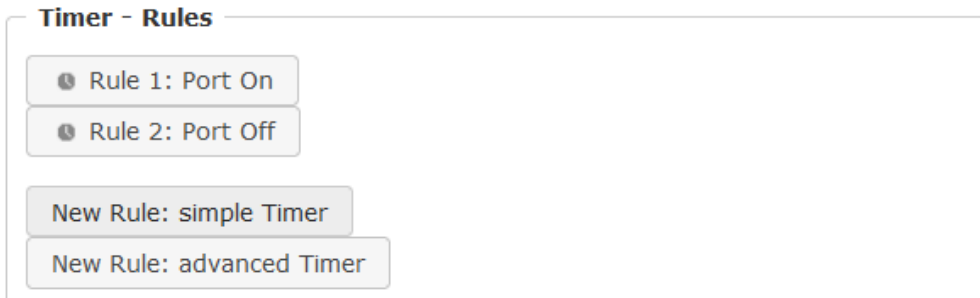 Timer - Rules
Rule 1: Port On
Rule 2: Port Off
New Rule: simple Timer
New Rule: advanced Timer